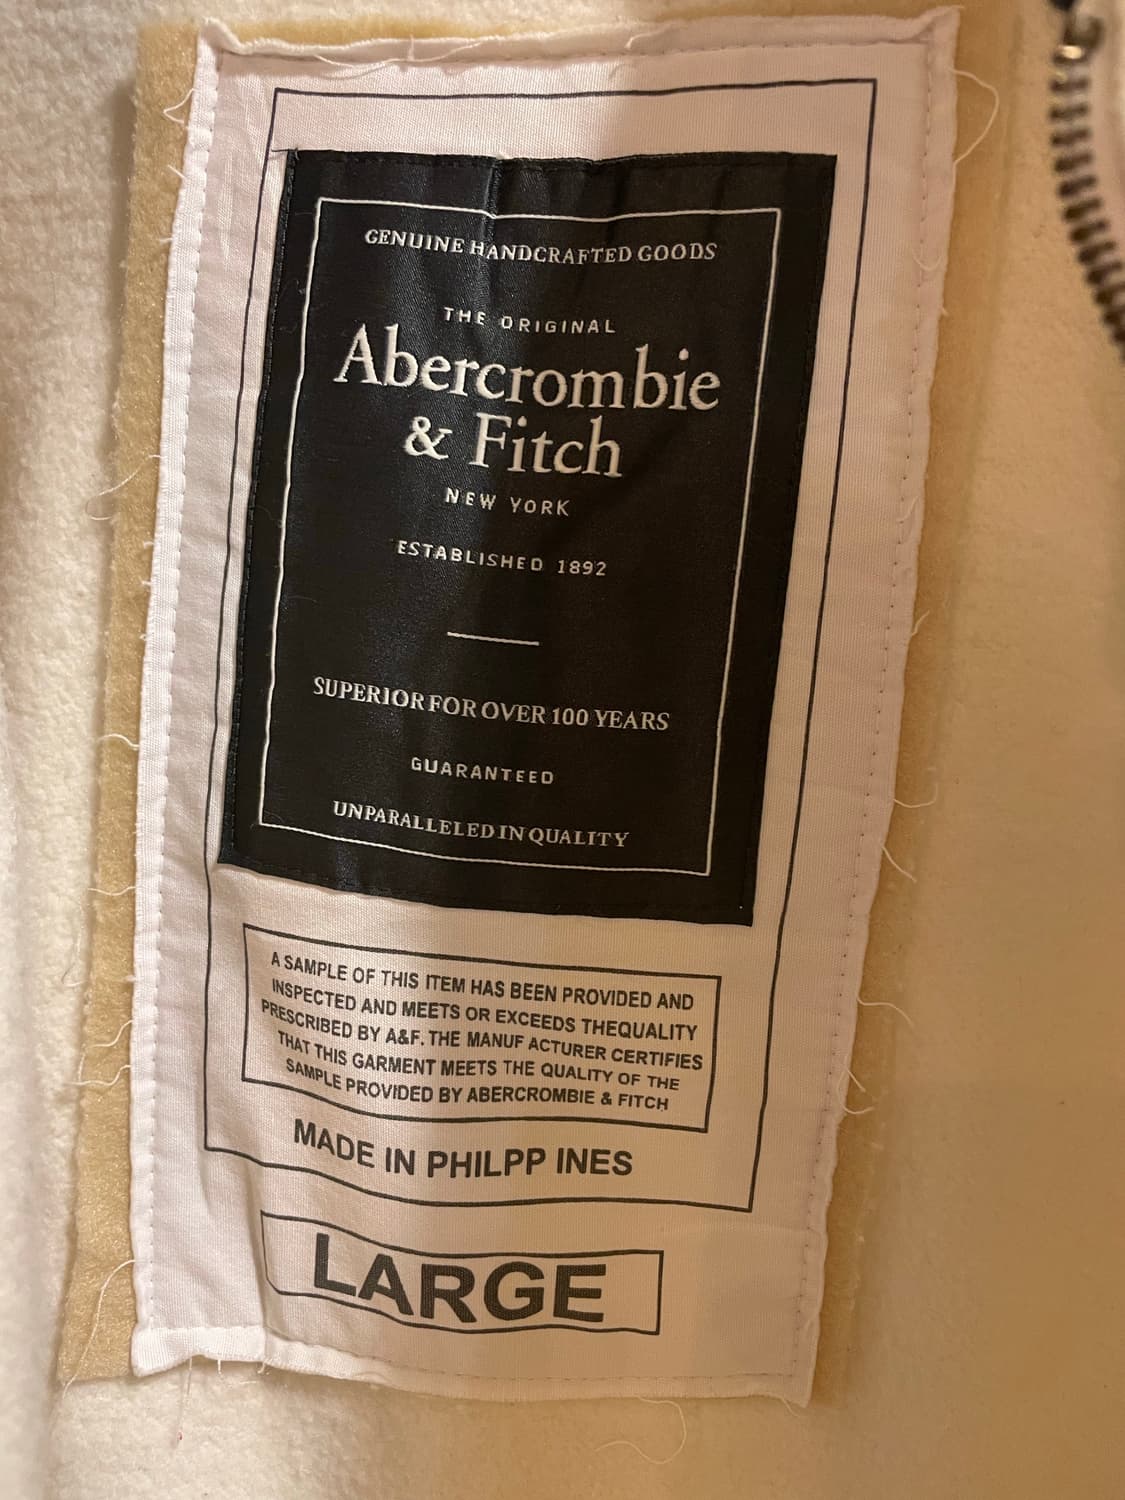 GENUINE HANDCRAFTED GOODS
THE ORIGINAL
Abercrombie
& Fitch
NEW YORK
ESTABLISHED 1892
SUPERIOR FOR OVER 100 YEARS
GUARANTEED
UNPARALLELED IN QUALITY
A SAMPLE OF THIS ITEM HAS BEEN PROVIDED AND
INSPECTED AND MEETS OR EXCEEDS THEQUALITY
PRESCRIBED BY A&F. THE MANUF ACTURER CERTIFIES
THAT THIS GARMENT MEETS THE QUALITY OF THE
SAMPLE PROVIDED BY ABERCROMBIE & FITCH
MADE IN PHILPP INES
LARGE